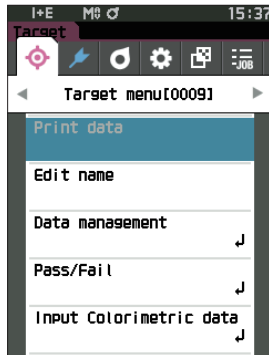 I+E M 15:37
Target
JOB
Target menu[0009]
Print data
Edit name
Data management
Pass/Fail
Input Colorimetric data